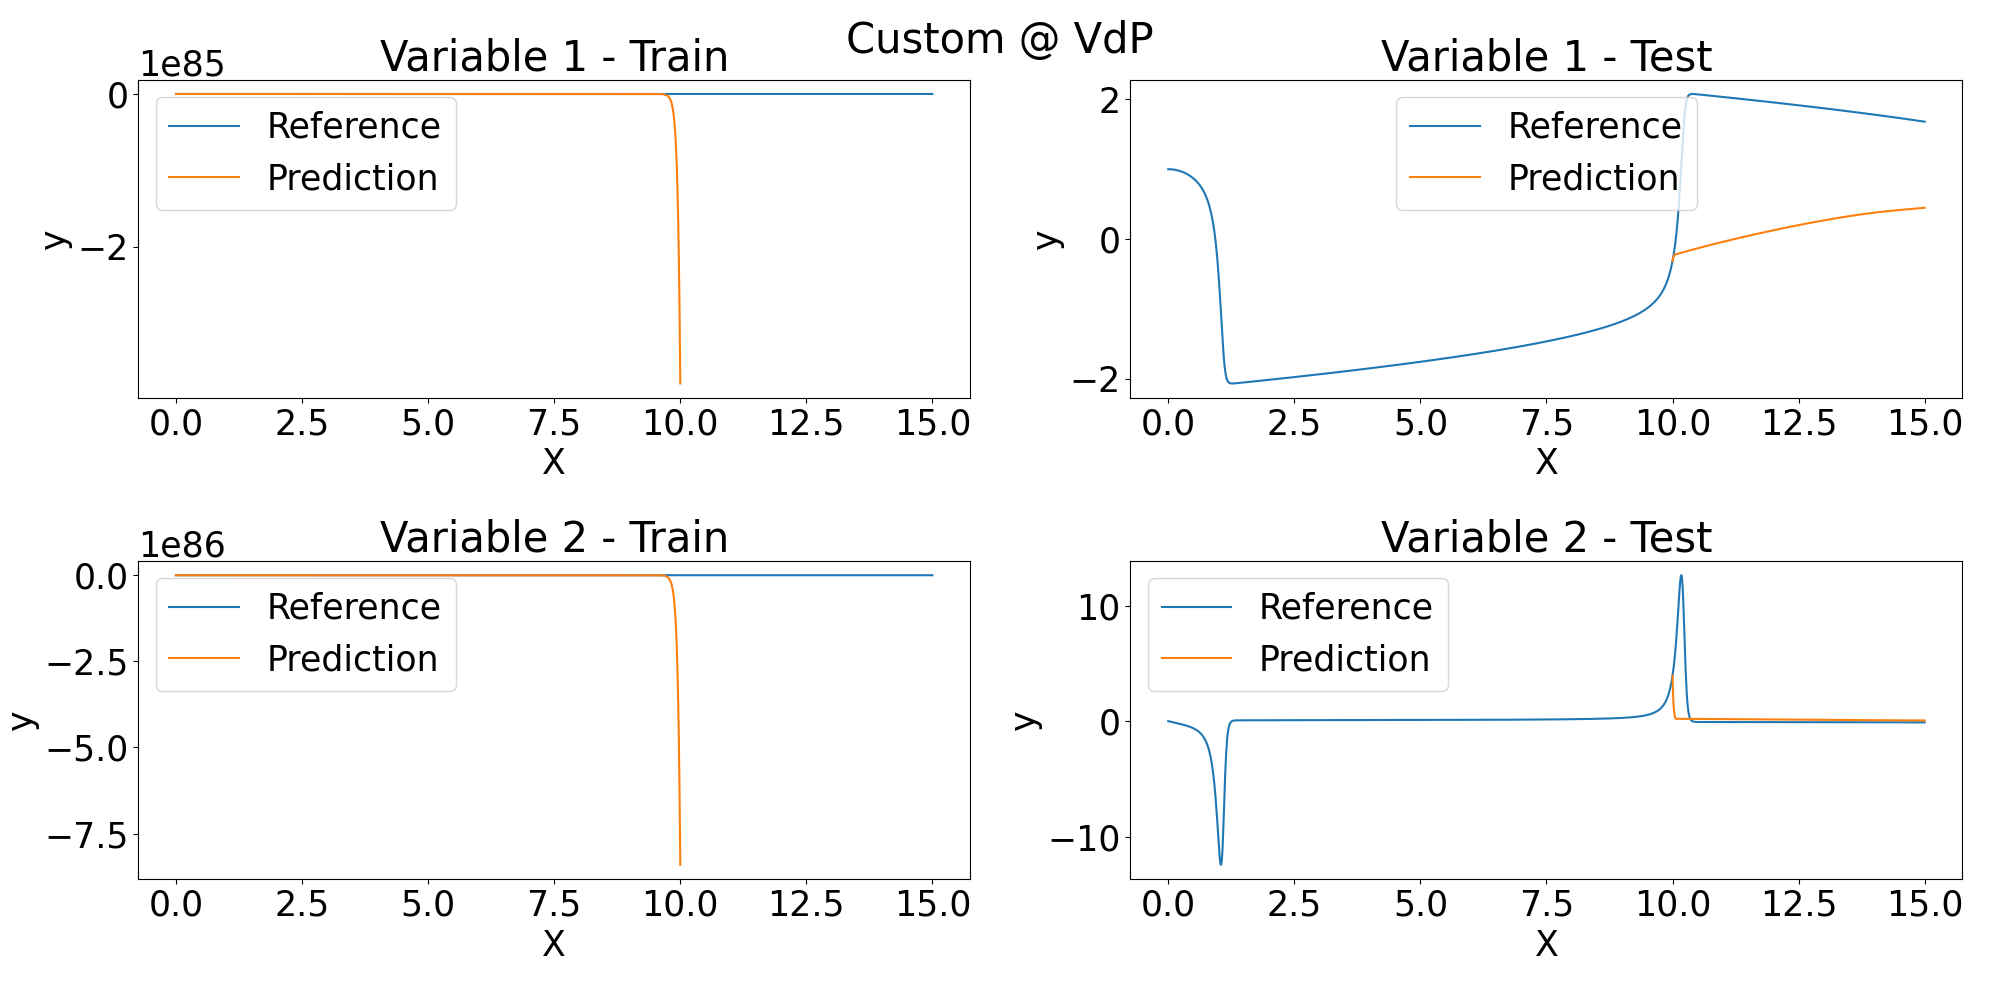 Custom @ VdP
Variable 1 - Train
1e85
0
−2
y
Reference
Prediction
0.0 2.5 5.0 7.5 10.0 12.5 15.0
X
Variable 1 - Test
2
0
−2
y
Reference
Prediction
0.0 2.5 5.0 7.5 10.0 12.5 15.0
X
Variable 2 - Train
1e86
0.0
−2.5
−5.0
−7.5
y
Reference
Prediction
0.0 2.5 5.0 7.5 10.0 12.5 15.0
X
Variable 2 - Test
10
0
−10
y
Reference
Prediction
0.0 2.5 5.0 7.5 10.0 12.5 15.0
X